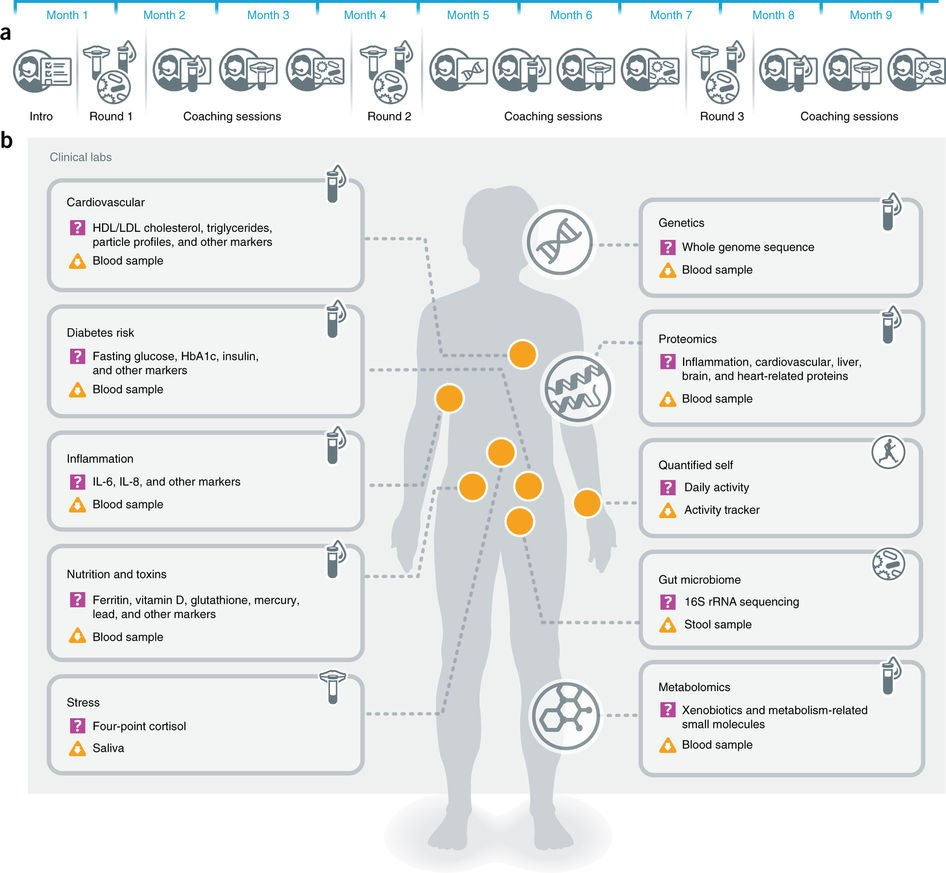 Month 1 Month 2 Month 3 Month 4 Month 5 Month 6 Month 7 Month 8 Month 9
a
Intro Round 1 Coaching sessions Round 2 Coaching sessions Round 3 Coaching sessions
b
Clinical labs
Cardiovascular
? HDL/LDL cholesterol, triglycerides,
particle profiles, and other markers
Blood sample
Diabetes risk
? Fasting glucose, HbA1c, insulin,
and other markers
Blood sample
Inflammation
? IL-6, IL-8, and other markers
Blood sample
Nutrition and toxins
? Ferritin, vitamin D, glutathione, mercury,
lead, and other markers
Blood sample
Stress
? Four-point cortisol
Saliva
Genetics
? Whole genome sequence
Blood sample
Proteomics
? Inflammation, cardiovascular, liver,
brain, and heart-related proteins
Blood sample
Quantified self
? Daily activity
Activity tracker
Gut microbiome
? 16S rRNA sequencing
Stool sample
Metabolomics
? Xenobiotics and metabolism-related
small molecules
Blood sample